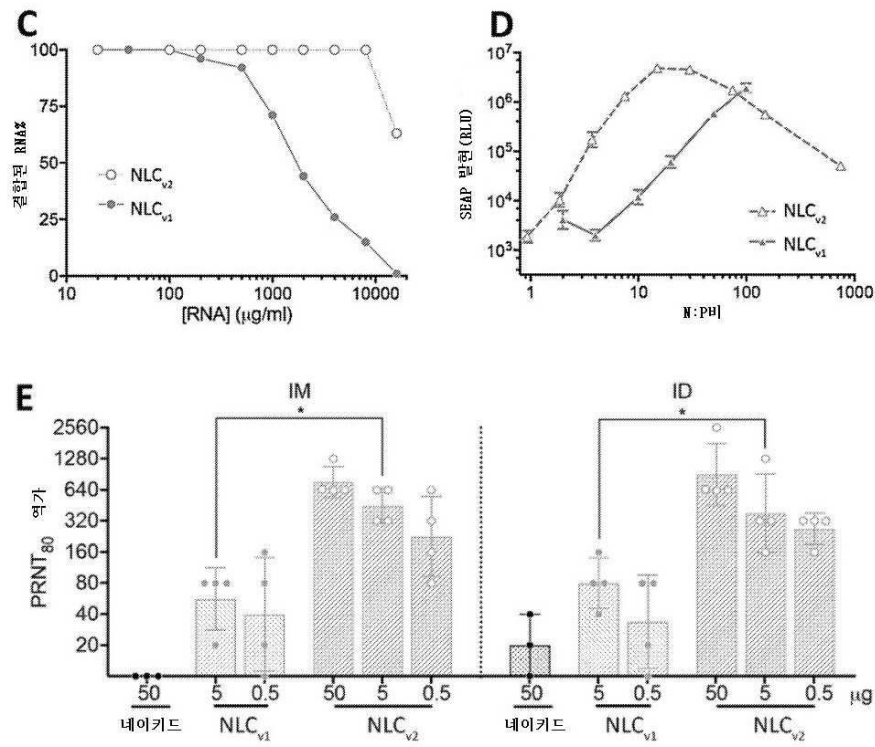 C
100
75
50
25
0
결합된 RNA%
NLCv2
NLCv1
10 100 1000 10000
[RNA] (μg/ml)
D
10⁷
10⁶
10⁵
10⁴
10³
SEAP 발현(RLU)
NLCv2
NLCv1
1 10 100 1000
N:P비
E
IM
*
ID
*
2560
1280
640
320
160
80
40
20
PRNT₈₀ 역가
50 5 0.5 50 5 0.5 50 5 0.5 50 5 0.5 μg
네이키드 NLCv1 NLCv2 네이키드 NLCv1 NLCv2